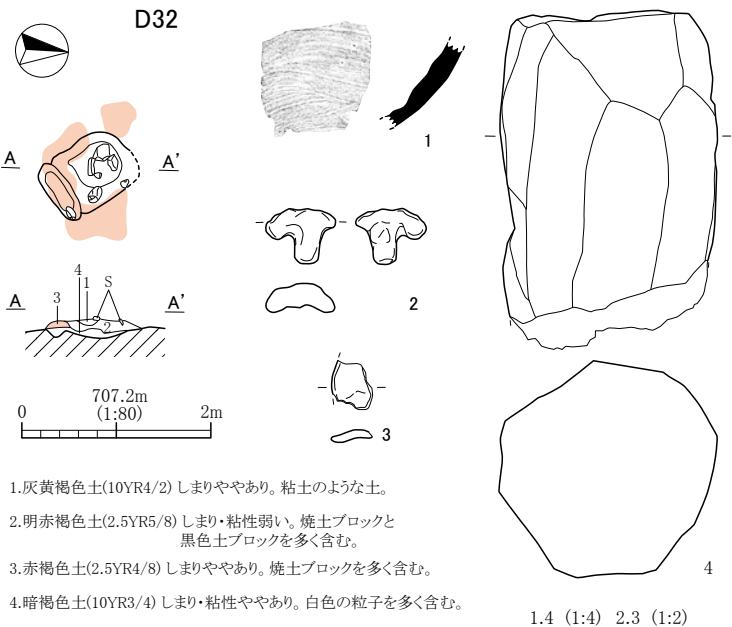 D32
A A'
1
4 1 S
3
A A'
2
2
707.2m
0 (1:80) 2m
3
1.灰黄褐色土(10YR4/2)しまりややあり。粘土のような土。
2.明赤褐色土(2.5YR5/8)しまり・粘性弱い。焼土ブロックと
黒色土ブロックを多く含む。
3.赤褐色土(2.5YR4/8)しまりややあり。焼土ブロックを多く含む。
4
4.暗褐色土(10YR3/4)しまり・粘性ややあり。白色の粒子を多く含む。
1.4 (1:4) 2.3 (1:2)